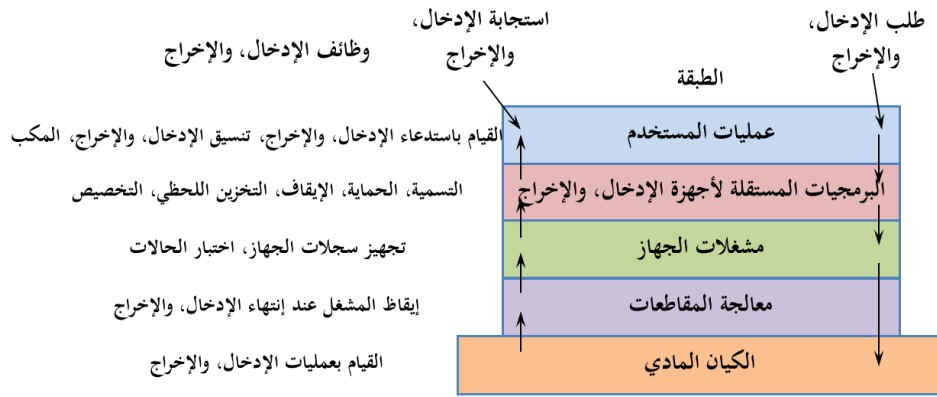 طلب الإدخال،
والإخراج
استجابة الإدخال،
والإخراج
وظائف الإدخال، والإخراج
الطبقة
عمليات المستخدم
القيام باستدعاء الإدخال، والإخراج، تنسيق الإدخال، والإخراج، المكب
البرمجيات المستقلة لأجهزة الإدخال، والإخراج
التسمية، الحماية، الإيقاف، التخزين اللحظي، التخصيص
مشغلات الجهاز
تجهيز سجلات الجهاز، اختبار الحالات
معالجة المقاطعات
إيقاظ المشغل عند إنتهاء الإدخال، والإخراج
الكيان المادي
القيام بعمليات الإدخال، والإخراج